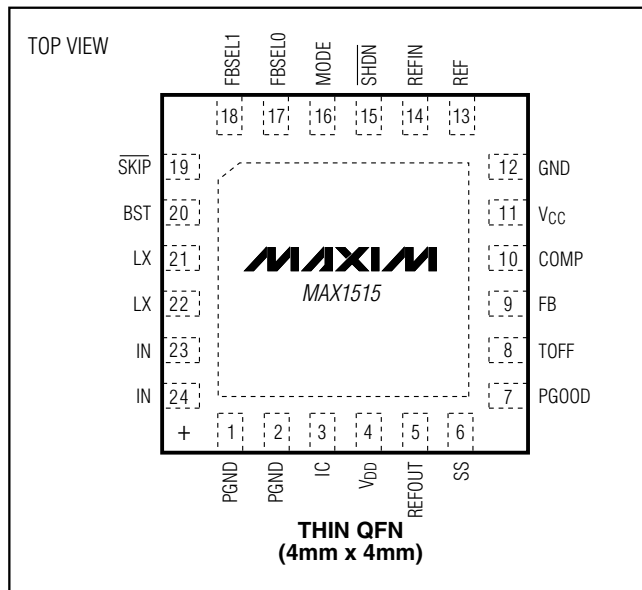 TOP VIEW
FBSEL1
FBSEL0
MODE
S̅H̅D̅N̅
REFIN
REF
18
17
16
15
14
13
S̅K̅I̅P̅
19
12
GND
BST
20
11
VCC
LX
21
MAXIM
10
COMP
LX
22
MAX1515
9
FB
IN
23
8
TOFF
IN
24
7
PGOOD
+
1
2
3
4
5
6
PGND
PGND
IC
VDD
REFOUT
SS
THIN QFN
(4mm x 4mm)